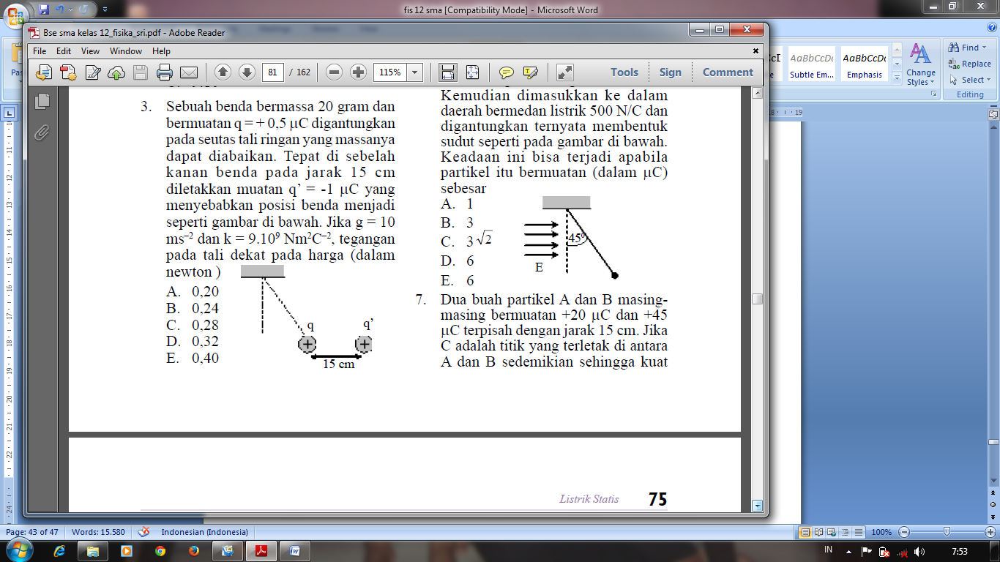 fis 12 sma [Compatibility Mode] - Microsoft Word
Bse sma kelas 12_fisika_sri.pdf - Adobe Reader
File Edit View Window Help
81 / 162 115% Tools Sign Comment
AaBbCcDc AaBbCcDc
Subtle Em... Emphasis
Change Styles
Find
Replace
Select
Editing
3. Sebuah benda bermassa 20 gram dan
bermuatan q = + 0,5 μC digantungkan
pada seutas tali ringan yang massanya
dapat diabaikan. Tepat di sebelah
kanan benda pada jarak 15 cm
diletakkan muatan q’ = -1 μC yang
menyebabkan posisi benda menjadi
seperti gambar di bawah. Jika g = 10
ms⁻² dan k = 9.10⁹ Nm²C⁻², tegangan
pada tali dekat pada harga (dalam
newton )
A. 0,20
B. 0,24
C. 0,28
D. 0,32
E. 0,40
q q’
+ +
15 cm
Kemudian dimasukkan ke dalam
daerah bermedan listrik 500 N/C dan
digantungkan ternyata membentuk
sudut seperti pada gambar di bawah.
Keadaan ini bisa terjadi apabila
partikel itu bermuatan (dalam μC)
sebesar
A. 1
B. 3
C. 3√2
D. 6
E. 6
45⁰
E
7. Dua buah partikel A dan B masing-
masing bermuatan +20 μC dan +45
μC terpisah dengan jarak 15 cm. Jika
C adalah titik yang terletak di antara
A dan B sedemikian sehingga kuat
Listrik Statis 75
Page: 43 of 47 Words: 15.580 Indonesian (Indonesia) 100%
IN 7:53